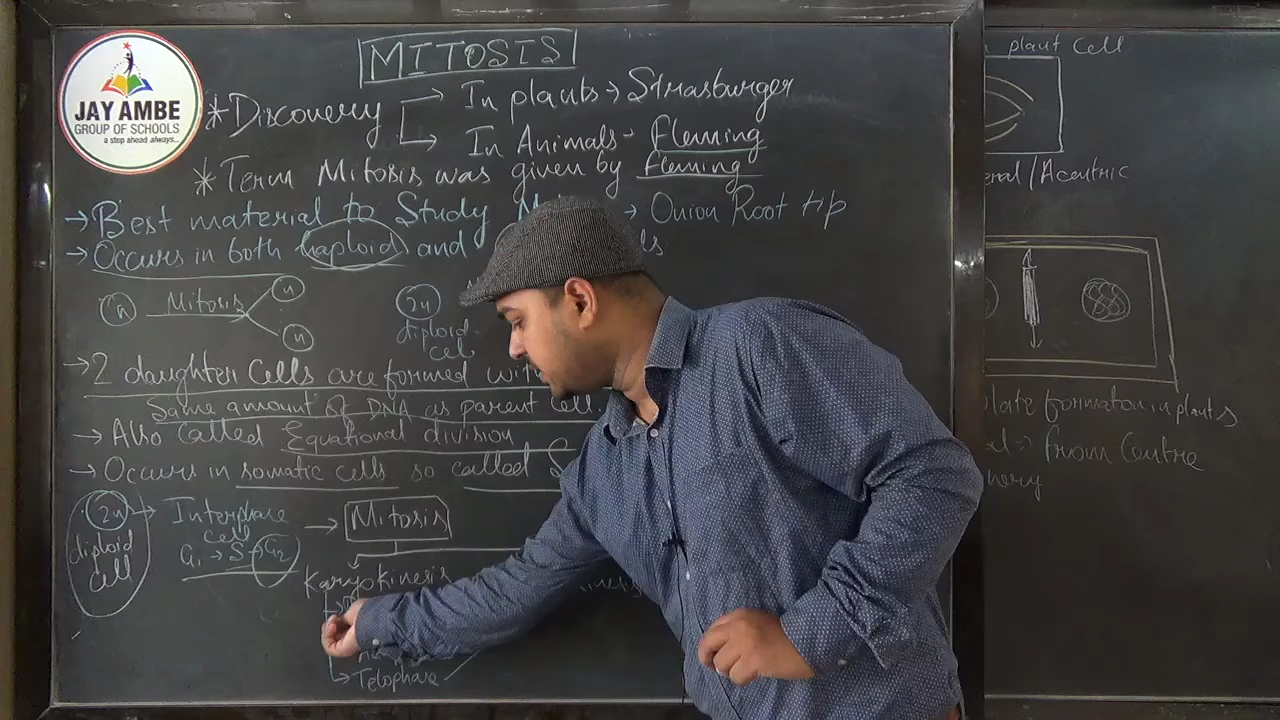 MITOSIS
JAY AMBE
GROUP OF SCHOOLS
a step ahead always...
* Discovery
→ In plants → Strasburger
→ In Animals - Flemming
* Term Mitosis was given by Flemming
→ Best material to Study → Onion Root tip
→ Occurs in both haploid and
n Mitosis n
n
2n
diploid
cell
→ 2 daughter Cells are formed with
Same amount of DNA as parent cell.
→ Also called Equational division
→ Occurs in somatic cells so called S
2n → Interphase → Mitosis
diploid
cell
cell
G1 → S → G2
Karyokinesis
→ Telophase
plant Cell
/ Acentric
formation in plants
From Centre